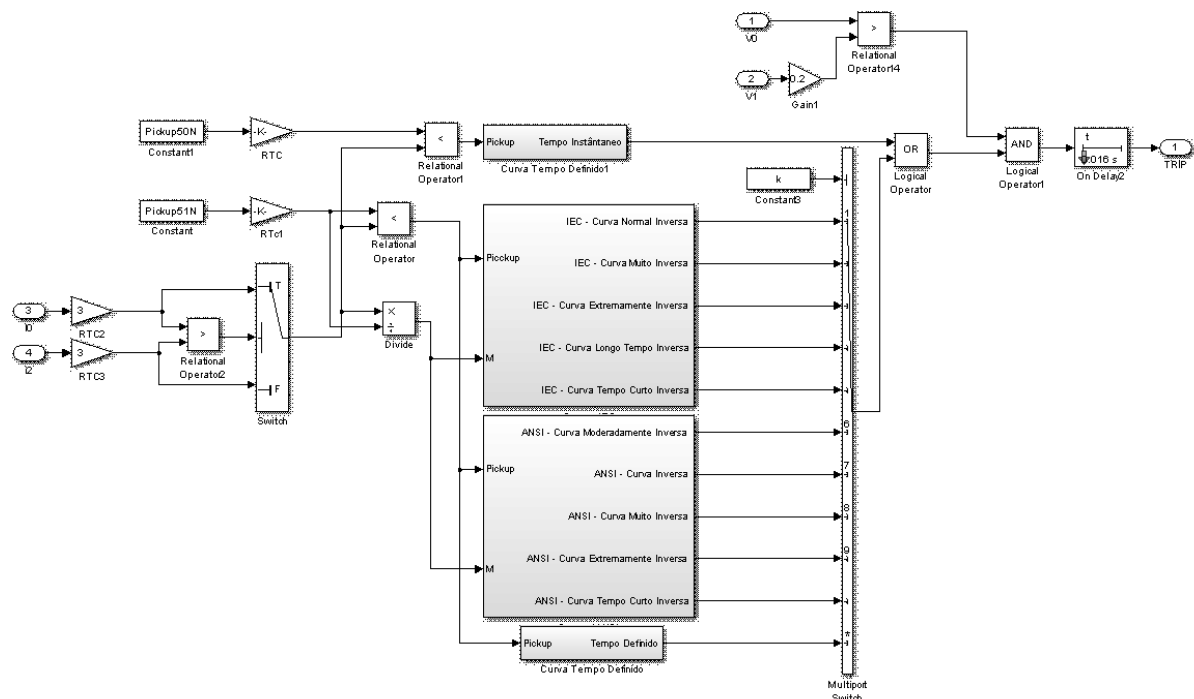 1
V0
>
Relational
Operator14
2
V1
0.2
Gain1
Pickup50N
Constant1
-K-
RTC
<
Relational
Operator1
Pickup
Tempo Instântaneo
Curva Tempo Definido1
OR
Logical
Operator
AND
Logical
Operator1
t
On Delay2
1
TRIP
k
Constant3
Pickup51N
Constant
-K-
RTc1
<
Relational
Operator
Picckup
M
IEC - Curva Normal Inversa
IEC - Curva Muito Inversa
IEC - Curva Extremamente Inversa
IEC - Curva Longo Tempo Inversa
IEC - Curva Tempo Curto Inversa
3
I0
3
RTC2
4
I2
3
RTC3
>
Relational
Operator2
T
F
Switch
×
÷
Divide
Pickup
M
ANSI - Curva Moderadamente Inversa
ANSI - Curva Inversa
ANSI - Curva Muito Inversa
ANSI - Curva Extremamente Inversa
ANSI - Curva Tempo Curto Inversa
Pickup
Tempo Definido
Curva Tempo Definido
1
6
7
8
9
*
Multiport
Switch